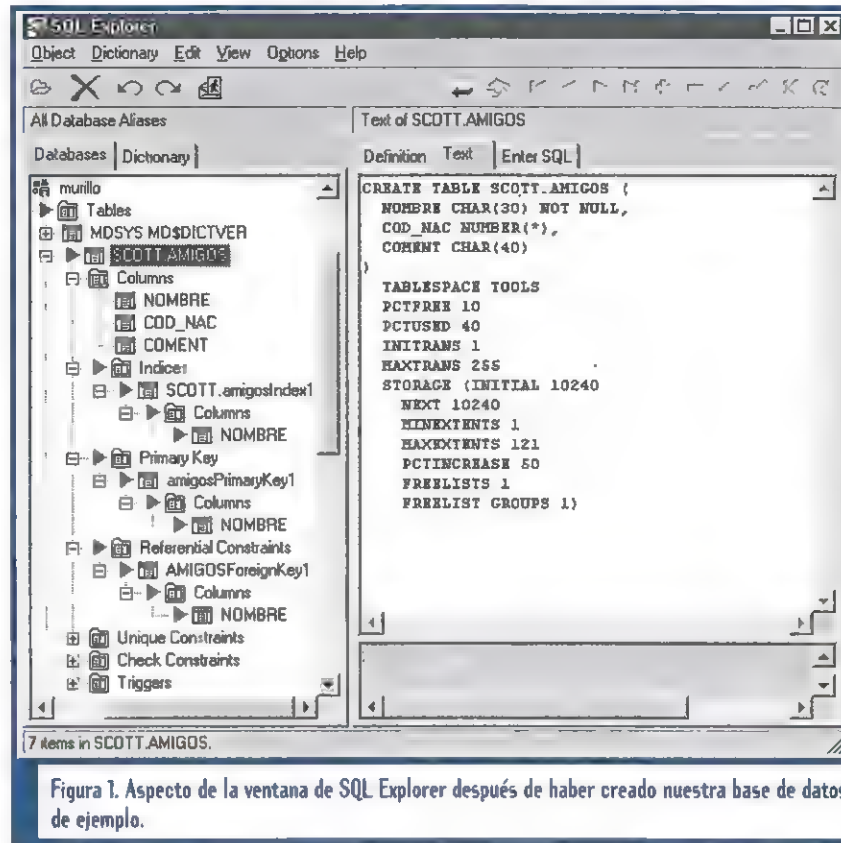 SQL Explorer
Object Dictionary Edit View Options Help
All Database Aliases
Text of SCOTT.AMIGOS
Databases Dictionary
Definition Text Enter SQL
murillo
Tables
MDSYS MD$DICTVER
SCOTT.AMIGOS
Columns
NOMBRE
COD_NAC
COMENT
Indices
SCOTT.amigosIndex1
Columns
NOMBRE
Primary Key
amigosPrimaryKey1
Columns
NOMBRE
Referential Constraints
AMIGOSForeignKey1
Columns
NOMBRE
Unique Constraints
Check Constraints
Triggers
CREATE TABLE SCOTT.AMIGOS (
NOMBRE CHAR(30) NOT NULL,
COD_NAC NUMBER(*),
COMENT CHAR(40)
)
TABLESPACE TOOLS
PCTFREE 10
PCTUSED 40
INITRANS 1
MAXTRANS 255
STORAGE (INITIAL 10240
NEXT 10240
MINEXTENTS 1
MAXEXTENTS 121
PCTINCREASE 50
FREELISTS 1
FREELIST GROUPS 1)
7 items in SCOTT.AMIGOS.
Figura 1. Aspecto de la ventana de SQL Explorer después de haber creado nuestra base de datos
de ejemplo.